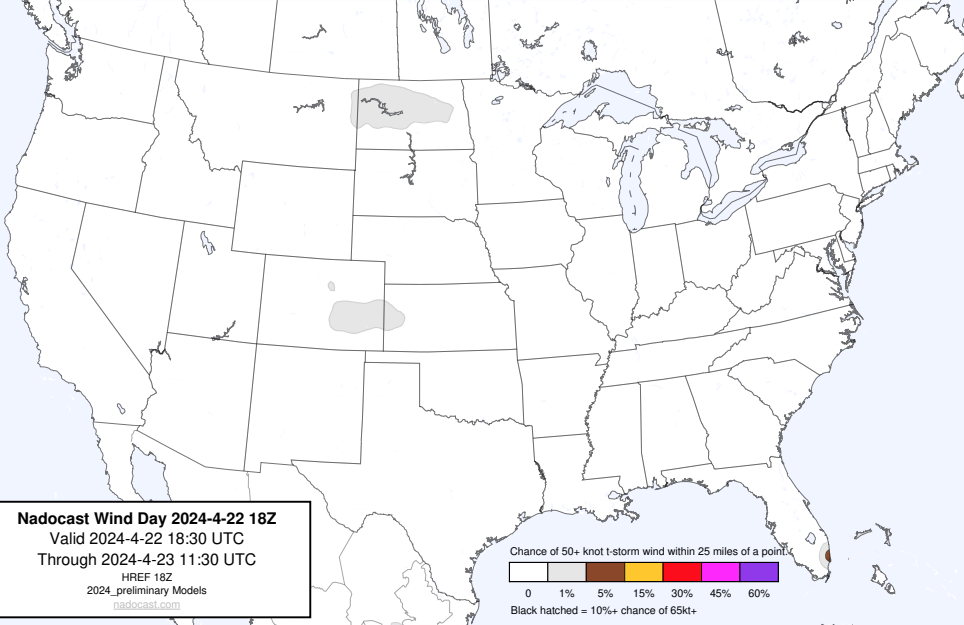 Nadocast Wind Day 2024-4-22 18Z
Valid 2024-4-22 18:30 UTC
Through 2024-4-23 11:30 UTC
HREF 18Z
2024_preliminary Models
nadocast.com
Chance of 50+ knot t-storm wind within 25 miles of a point.
0 1% 5% 15% 30% 45% 60%
Black hatched = 10%+ chance of 65kt+